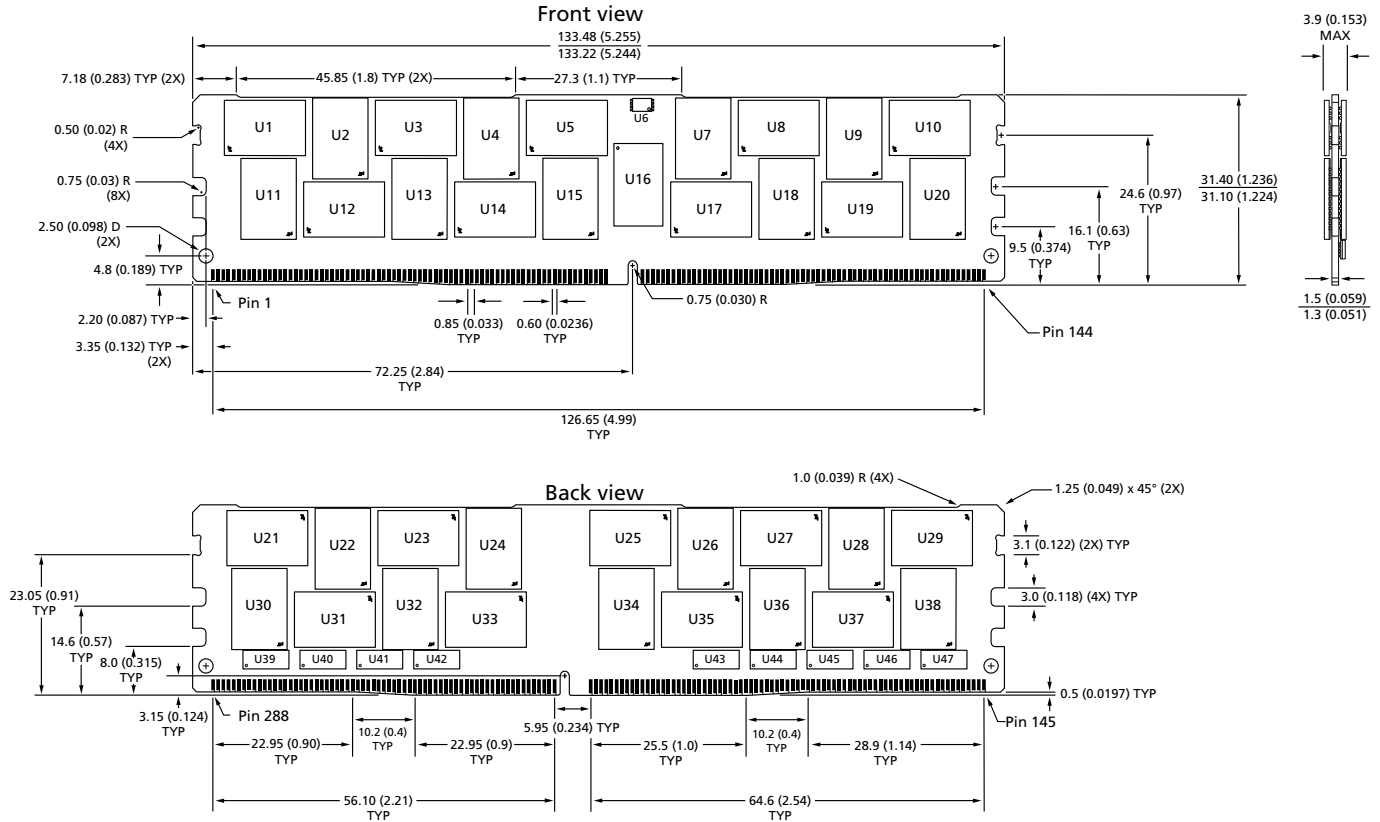 Front view
133.48 (5.255)
133.22 (5.244)
3.9 (0.153)
MAX
7.18 (0.283) TYP (2X)
45.85 (1.8) TYP (2X)
27.3 (1.1) TYP
0.50 (0.02) R
(4X)
0.75 (0.03) R
(8X)
2.50 (0.098) D
(2X)
4.8 (0.189) TYP
2.20 (0.087) TYP
3.35 (0.132) TYP
(2X)
U1
U2
U3
U4
U5
U6
U7
U8
U9
U10
U11
U12
U13
U14
U15
U16
U17
U18
U19
U20
24.6 (0.97)
TYP
16.1 (0.63)
TYP
9.5 (0.374)
TYP
31.40 (1.236)
31.10 (1.224)
1.5 (0.059)
1.3 (0.051)
Pin 1
0.85 (0.033)
TYP
0.60 (0.0236)
TYP
0.75 (0.030) R
Pin 144
72.25 (2.84)
TYP
126.65 (4.99)
TYP
Back view
1.0 (0.039) R (4X)
1.25 (0.049) x 45° (2X)
U21
U22
U23
U24
U25
U26
U27
U28
U29
3.1 (0.122) (2X) TYP
3.0 (0.118) (4X) TYP
23.05 (0.91)
TYP
14.6 (0.57)
TYP
8.0 (0.315)
TYP
3.15 (0.124)
TYP
U30
U31
U32
U33
U34
U35
U36
U37
U38
U39
U40
U41
U42
U43
U44
U45
U46
U47
0.5 (0.0197) TYP
Pin 288
Pin 145
5.95 (0.234) TYP
22.95 (0.90)
TYP
10.2 (0.4)
TYP
22.95 (0.9)
TYP
25.5 (1.0)
TYP
10.2 (0.4)
TYP
28.9 (1.14)
TYP
56.10 (2.21)
TYP
64.6 (2.54)
TYP